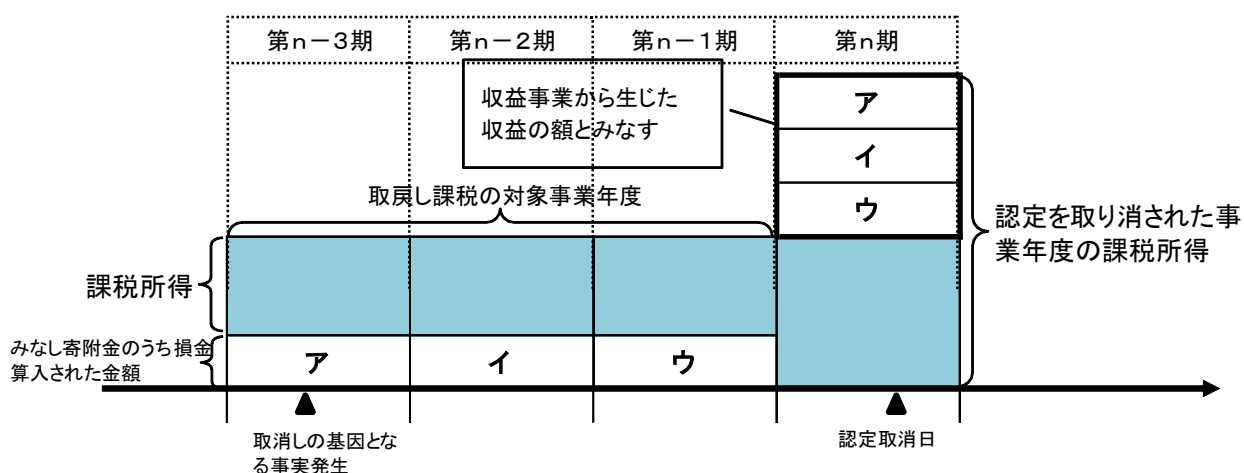 第n－3期
第n－2期
第n－1期
第n期
収益事業から生じた
収益の額とみなす
ア
イ
ウ
取戻し課税の対象事業年度
認定を取り消された事
業年度の課税所得
課税所得
みなし寄附金のうち損金
算入された金額
ア
イ
ウ
取消しの基因とな
る事実発生
認定取消日